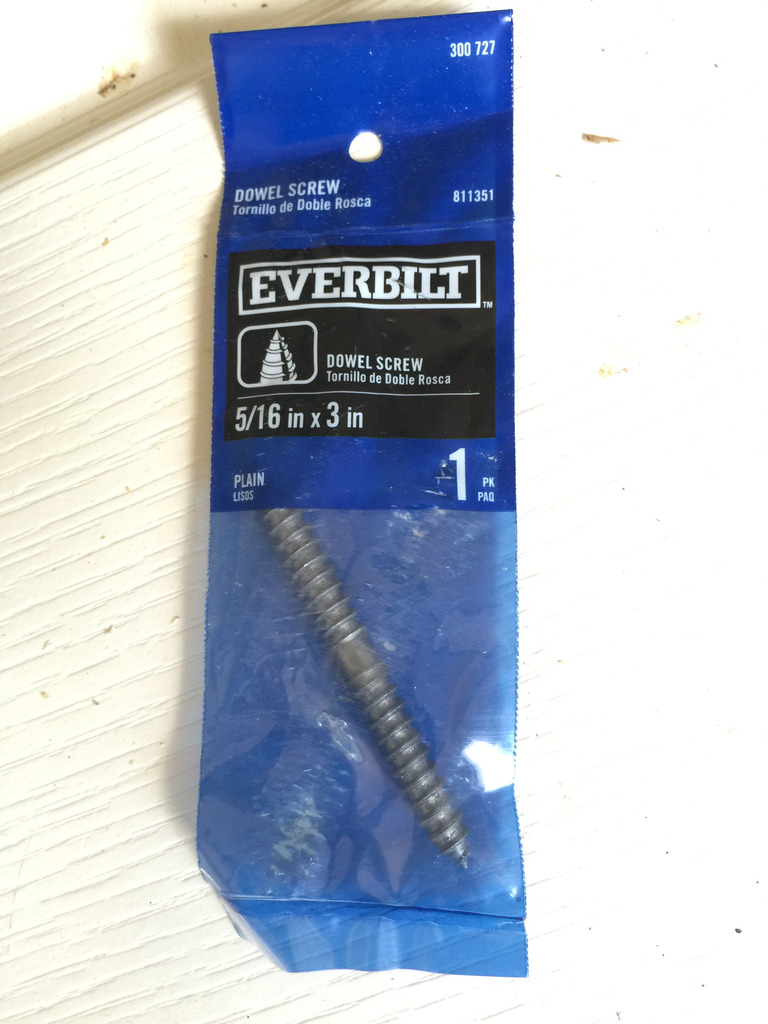 300 727
DOWEL SCREW
Tornillo de Doble Rosca
811351
EVERBILT
TM
DOWEL SCREW
Tornillo de Doble Rosca
5/16 in x 3 in
PLAIN
LISOS
1 PK
PAQ